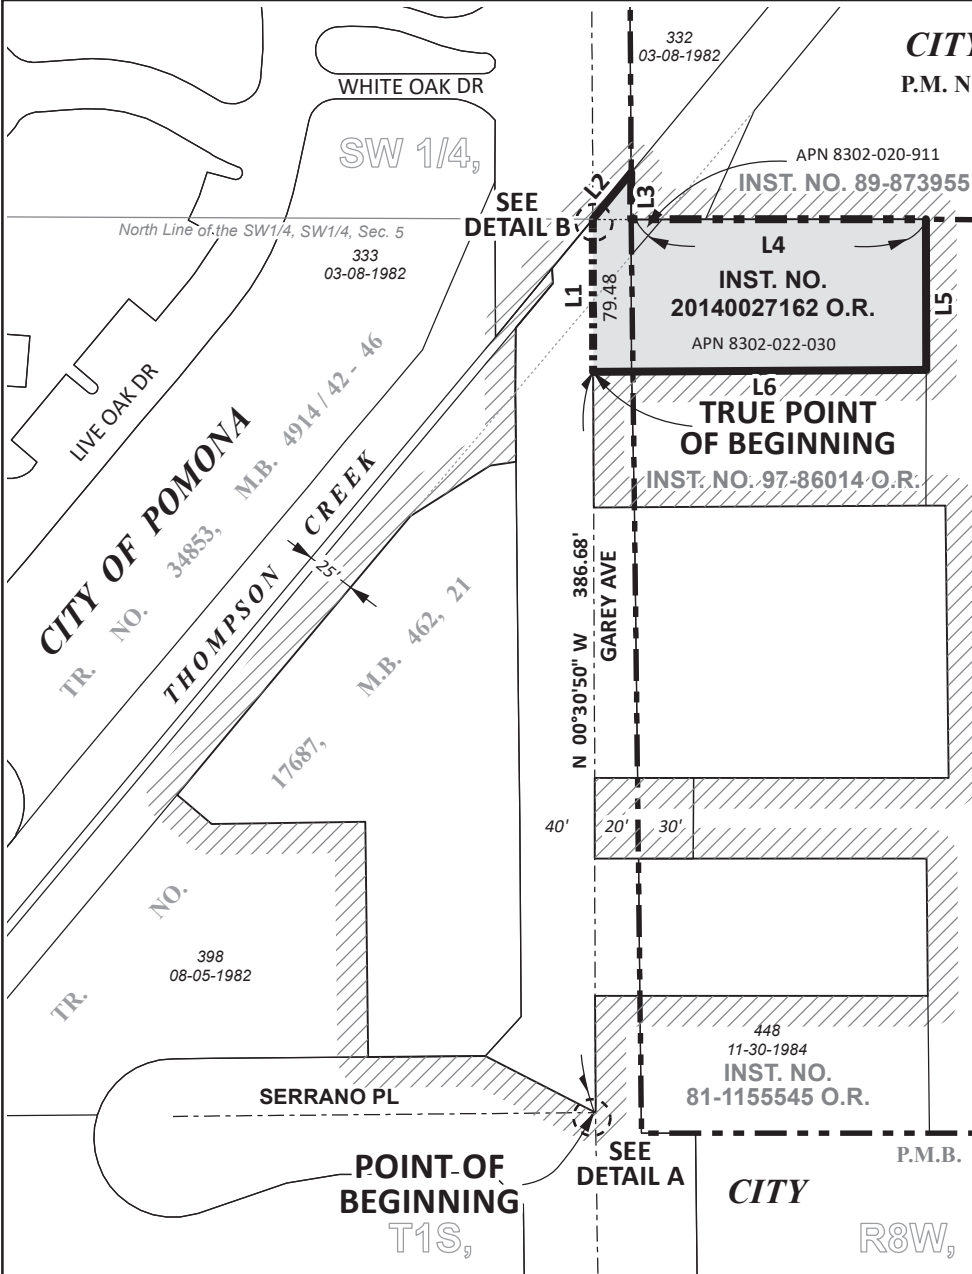 332
03-08-1982
CITY
P.M. N
WHITE OAK DR
SW 1/4,
APN 8302-020-911
INST. NO. 89-873955
SEE
DETAIL B
L2
L3
North Line of the SW1/4, SW1/4, Sec. 5
333
03-08-1982
L4
L1
79.48
INST. NO.
20140027162 O.R.
APN 8302-022-030
L5
L6
TRUE POINT
OF BEGINNING
INST. NO. 97-86014 O.R.
LIVE OAK DR
CITY OF POMONA
TR. NO. 34853, M.B. 4914 / 42 - 46
THOMPSON CREEK
25'
N 00°30'50" W 386.68'
GAREY AVE
TR. NO. 17687, M.B. 462, 21
40' 20' 30'
398
08-05-1982
448
11-30-1984
INST. NO.
81-1155545 O.R.
SERRANO PL
POINT OF
BEGINNING
SEE
DETAIL A
P.M.B.
CITY
T1S,
R8W,